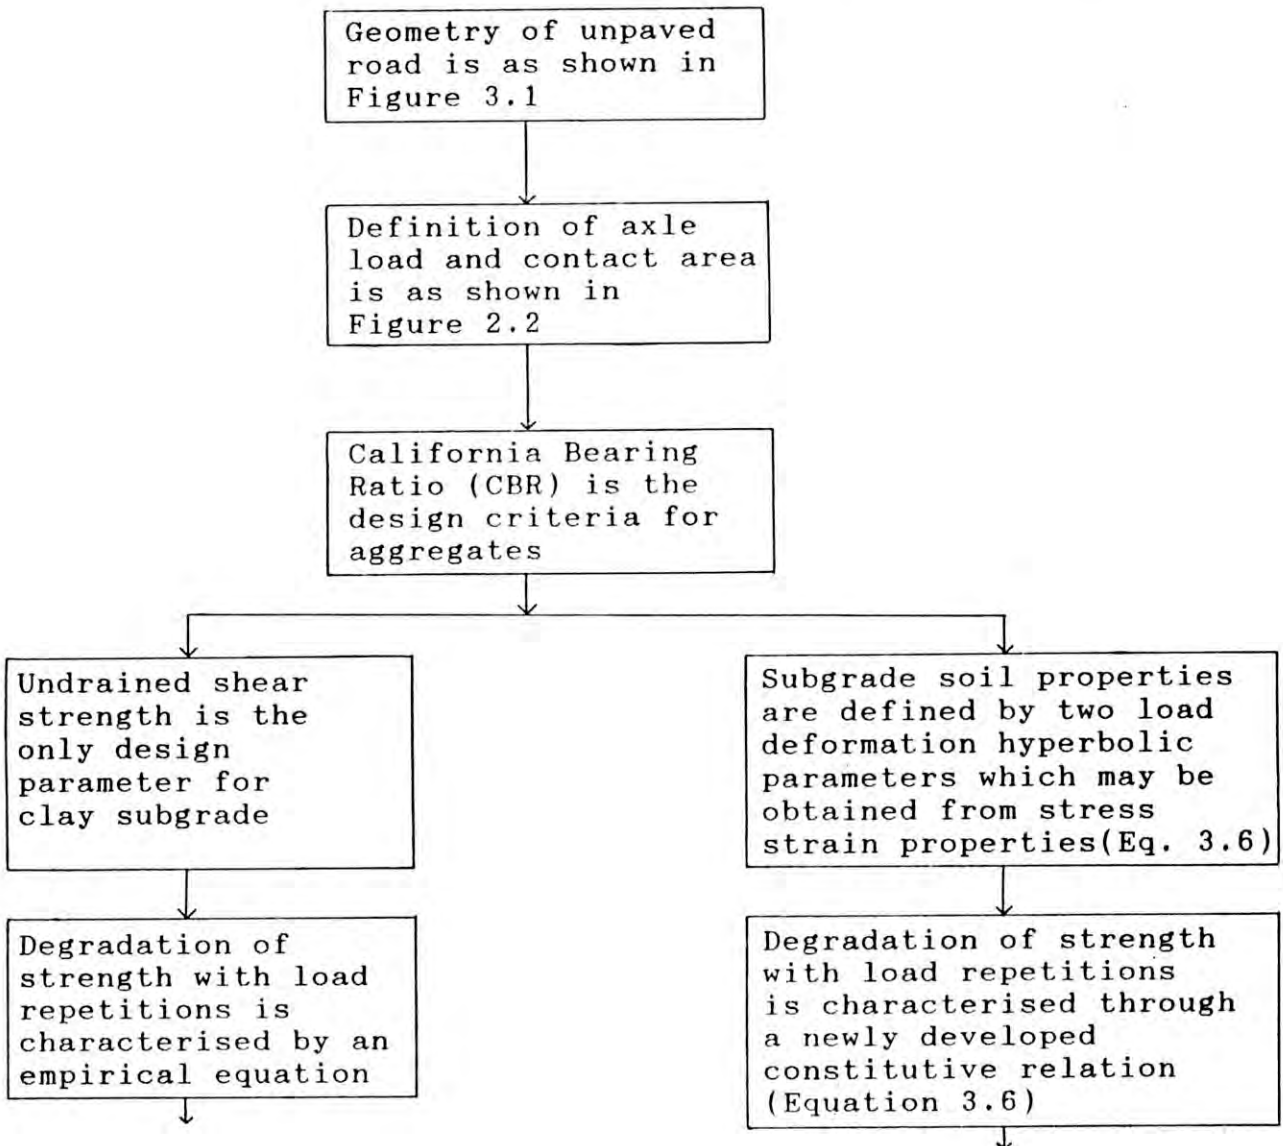 Geometry of unpaved
road is as shown in
Figure 3.1
Definition of axle
load and contact area
is as shown in
Figure 2.2
California Bearing
Ratio (CBR) is the
design criteria for
aggregates
Undrained shear
strength is the
only design
parameter for
clay subgrade
Degradation of
strength with load
repetitions is
characterised by an
empirical equation
Subgrade soil properties
are defined by two load
deformation hyperbolic
parameters which may be
obtained from stress
strain properties(Eq. 3.6)
Degradation of strength
with load repetitions
is characterised through
a newly developed
constitutive relation
(Equation 3.6)